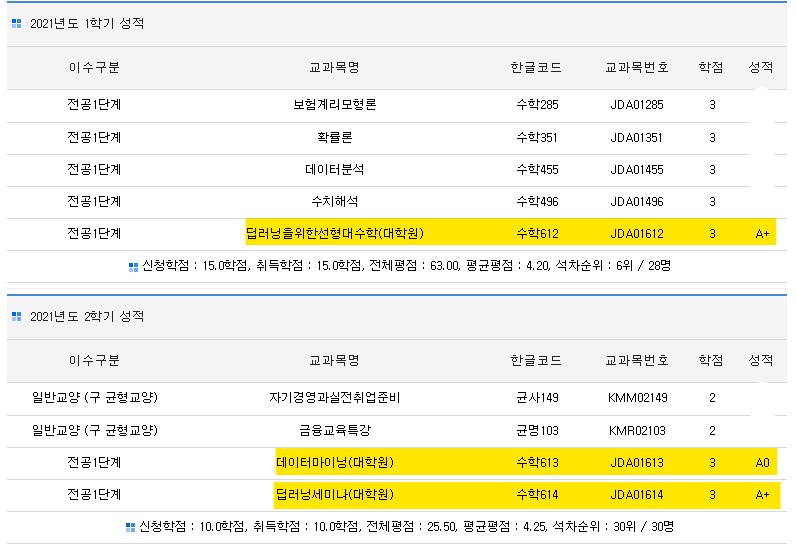 2021년도 1학기 성적
이수구분 교과목명 한글코드 교과목번호 학점 성적
전공1단계 보험계리모형론 수학285 JDA01285 3
전공1단계 확률론 수학351 JDA01351 3
전공1단계 데이터분석 수학455 JDA01455 3
전공1단계 수치해석 수학496 JDA01496 3
전공1단계 딥러닝을위한선형대수학(대학원) 수학612 JDA01612 3 A+
신청학점 : 15.0학점, 취득학점 : 15.0학점, 전체평점 : 63.00, 평균평점 : 4.20, 석차순위 : 6위 / 28명
2021년도 2학기 성적
이수구분 교과목명 한글코드 교과목번호 학점 성적
일반교양 (구 균형교양) 자기경영과실전취업준비 균사149 KMM02149 2
일반교양 (구 균형교양) 금융교육특강 균명103 KMR02103 2
전공1단계 데이터마이닝(대학원) 수학613 JDA01613 3 A0
전공1단계 딥러닝세미나(대학원) 수학614 JDA01614 3 A+
신청학점 : 10.0학점, 취득학점 : 10.0학점, 전체평점 : 25.50, 평균평점 : 4.25, 석차순위 : 30위 / 30명